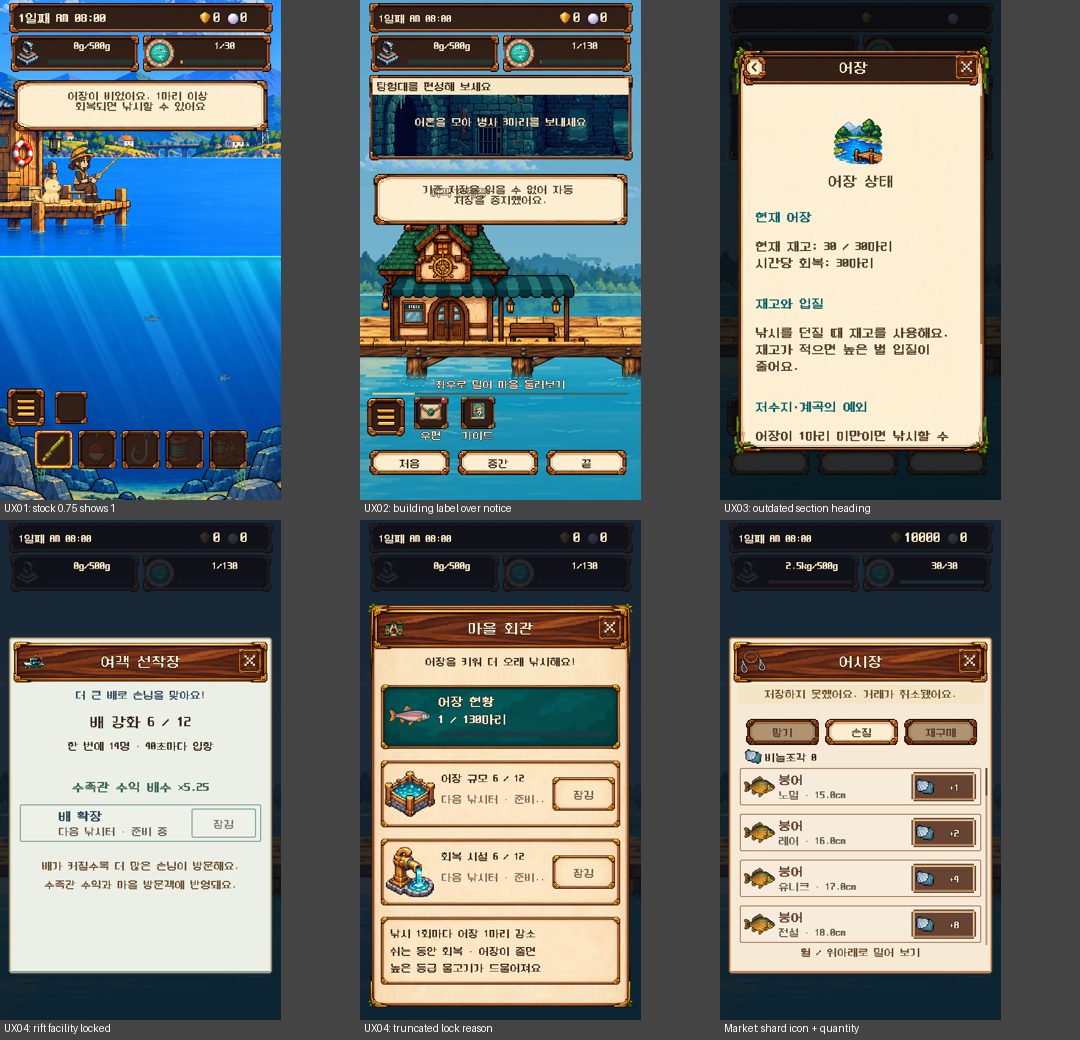 1일째 AM 08:00
0
0
0g/500g
1/30
어장이 비었어요. 1마리 이상
회복되면 낚시할 수 있어요
UX01: stock 0.75 shows 1
1일째 AM 08:00
0
0
0g/500g
1/130
탐험대를 편성해 보세요
어혼을 모아 병사 3마리를 보내세요
기존 저장을 읽을 수 없어 자동
저장을 중지했어요.
좌우로 밀어 마을 둘러보기
우편
가이드
처음
중간
끝
UX02: building label over notice
어장
어장 상태
현재 어장
현재 재고: 30 / 30마리
시간당 회복: 30마리
재고와 입질
낚시를 던질 때 재고를 사용해요.
재고가 적으면 높은 별 입질이
줄어요.
저수지·계곡의 예외
어장이 1마리 미만이면 낚시할 수
UX03: outdated section heading
1일째 AM 08:00
0
0
0g/500g
1/130
여객 선착장
더 큰 배로 손님을 맞아요!
배 강화 6 / 12
한 번에 14명 · 40초마다 입항
수족관 수익 배수 ×5.25
배 확장
다음 낚시터 · 준비 중
잠김
배가 커질수록 더 많은 손님이 방문해요.
수족관 수익과 마을 방문객에 반영돼요.
UX04: rift facility locked
1일째 AM 08:00
0
0
0g/500g
1/130
마을 회관
어장을 키워 더 오래 낚시해요!
어장 현황
1 / 130마리
어장 규모 6 / 12
다음 낚시터 · 준비..
잠김
회복 시설 6 / 12
다음 낚시터 · 준비..
잠김
낚시 1회마다 어장 1마리 감소
쉬는 동안 회복 · 어장이 줄면
높은 등급 물고기가 드물어져요
UX04: truncated lock reason
1일째 AM 08:00
10000
0
2.5kg/500g
30/30
어시장
저장하지 못했어요. 거래가 취소됐어요.
팔기
손질
재구매
비늘조각 0
붕어
노멀 · 15.0cm
+1
붕어
레어 · 16.0cm
+2
붕어
유니크 · 17.0cm
+4
붕어
전설 · 18.0cm
+8
휠 / 위아래로 밀어 보기
Market: shard icon + quantity